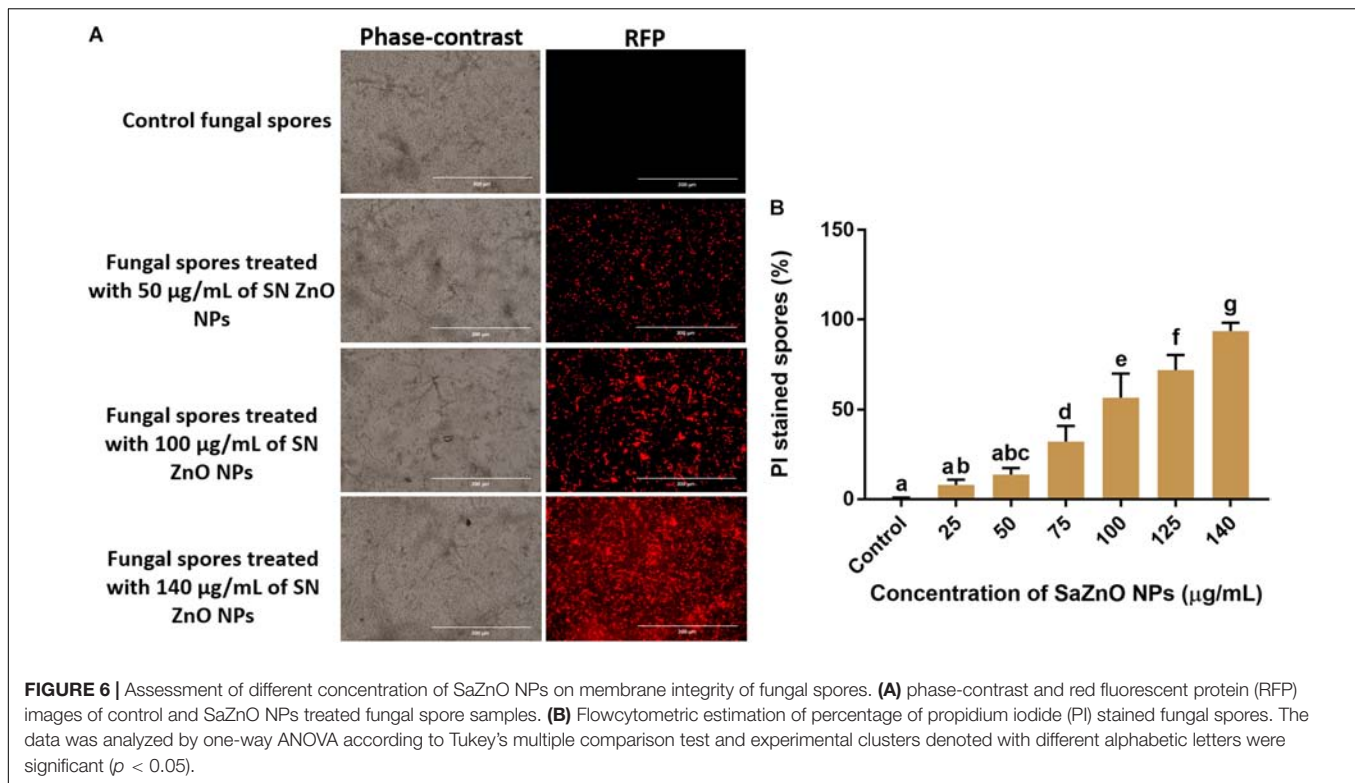 A
Phase-contrast
RFP
Control fungal spores
Fungal spores treated
with 50 µg/mL of SN ZnO
NPs
Fungal spores treated
with 100 µg/mL of SN
ZnO NPs
Fungal spores treated
with 140 µg/mL of SN
ZnO NPs
B
PI stained spores (%)
150
100
50
0
a
ab
abc
d
e
f
g
Control
25
50
75
100
125
140
Concentration of SaZnO NPs (µg/mL)
FIGURE 6 | Assessment of different concentration of SaZnO NPs on membrane integrity of fungal spores. (A) phase-contrast and red fluorescent protein (RFP)
images of control and SaZnO NPs treated fungal spore samples. (B) Flowcytometric estimation of percentage of propidium iodide (PI) stained fungal spores. The
data was analyzed by one-way ANOVA according to Tukey's multiple comparison test and experimental clusters denoted with different alphabetic letters were
significant (p < 0.05).